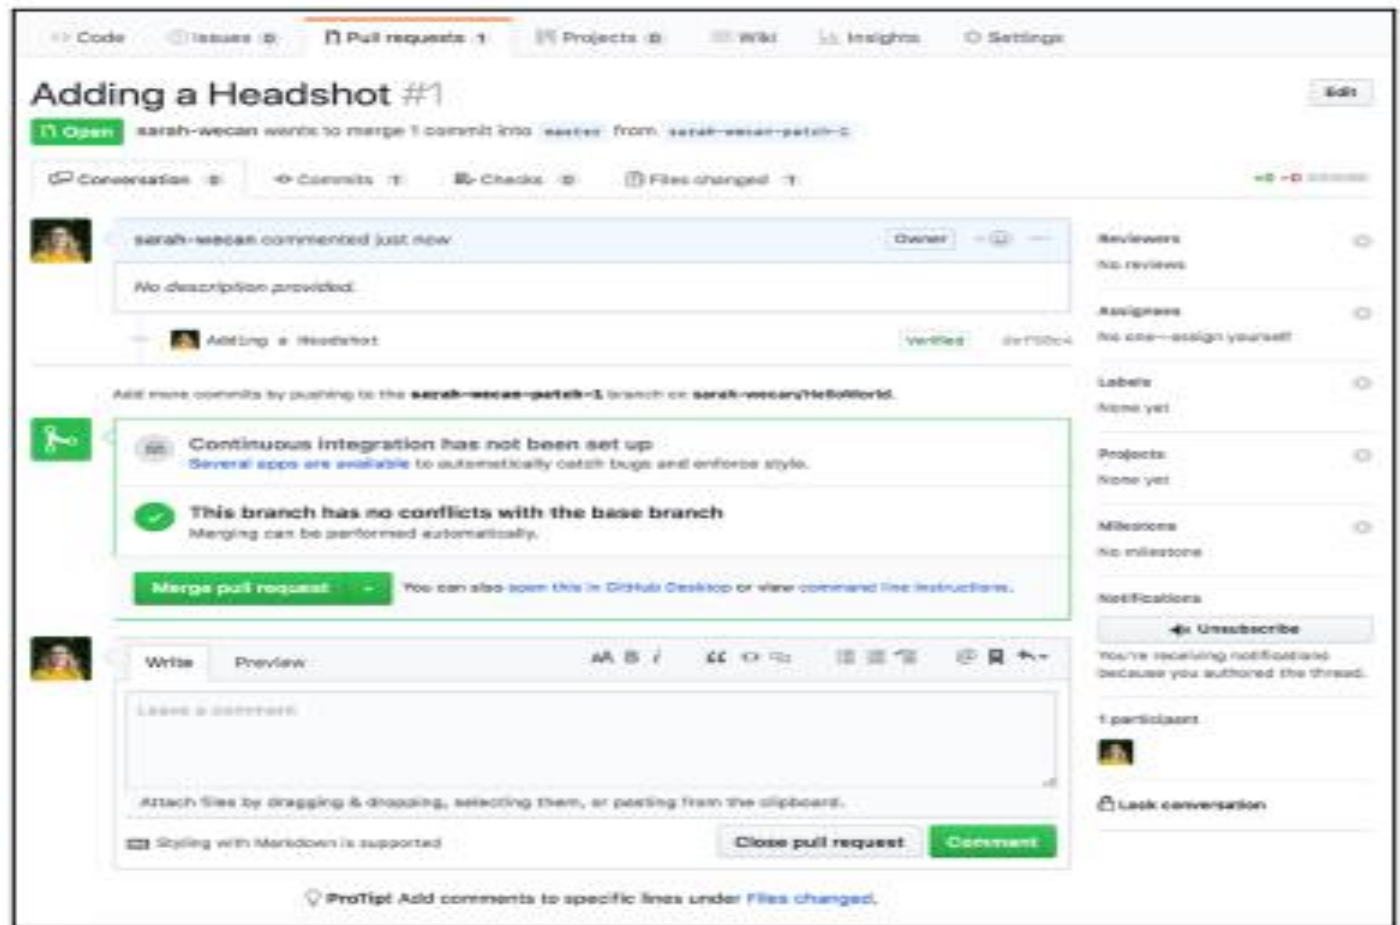 Code Issues 0 Pull requests 1 Projects 0 Wiki Insights Settings
Adding a Headshot #1
Edit
Open sarah-wecan wants to merge 1 commit into master from sarah-wecan-patch-1
Conversation 0 Commits 1 Checks 0 Files changed 1
+0 −0
sarah-wecan commented just now
Owner
No description provided.
Adding a Headshot
Verified
Add more commits by pushing to the sarah-wecan-patch-1 branch on sarah-wecan/HelloWorld.
Continuous integration has not been set up
Several apps are available to automatically catch bugs and enforce style.
This branch has no conflicts with the base branch
Merging can be performed automatically.
Merge pull request You can also open this in GitHub Desktop or view command line instructions.
Write Preview
Leave a comment
Attach files by dragging & dropping, selecting them, or pasting from the clipboard.
Styling with Markdown is supported
Close pull request Comment
ProTip! Add comments to specific lines under Files changed.
Reviewers
No reviews
Assignees
No one—assign yourself
Labels
None yet
Projects
None yet
Milestone
No milestone
Notifications
Unsubscribe
You're receiving notifications
because you authored the thread.
1 participant
Lock conversation